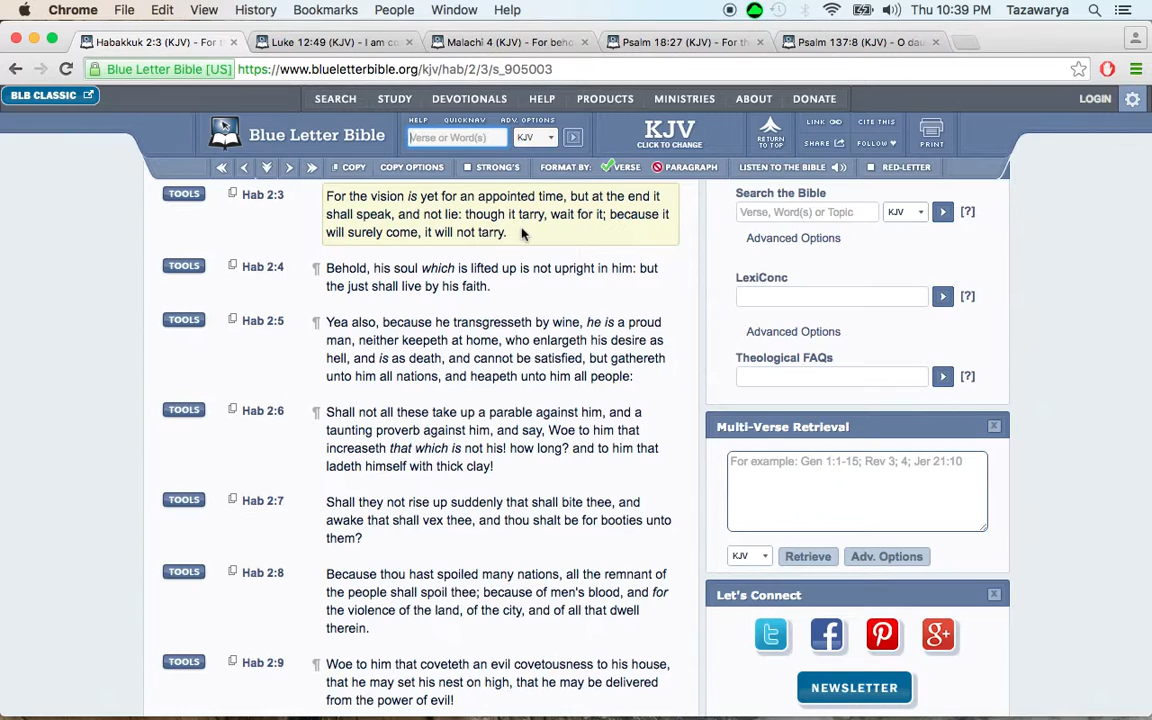 Chrome File Edit View History Bookmarks People Window Help Thu 10:39 PM Tazawarya
Habakkuk 2:3 (KJV) - For t Luke 12:49 (KJV) - I am co Malachi 4 (KJV) - For beho Psalm 18:27 (KJV) - For th Psalm 137:8 (KJV) - O dau
Blue Letter Bible [US] https://www.blueletterbible.org/kjv/hab/2/3/s_905003
BLB CLASSIC SEARCH STUDY DEVOTIONALS HELP PRODUCTS MINISTRIES ABOUT DONATE LOGIN
HELP QUICKNAV ADV. OPTIONS
Blue Letter Bible Verse or Word(s) KJV
KJV
CLICK TO CHANGE
RETURN
TO TOP
LINK CITE THIS
SHARE FOLLOW
PRINT
COPY COPY OPTIONS STRONG'S FORMAT BY: VERSE PARAGRAPH LISTEN TO THE BIBLE RED-LETTER
TOOLS Hab 2:3 For the vision is yet for an appointed time, but at the end it
shall speak, and not lie: though it tarry, wait for it; because it
will surely come, it will not tarry.
TOOLS Hab 2:4 ¶ Behold, his soul which is lifted up is not upright in him: but
the just shall live by his faith.
TOOLS Hab 2:5 ¶ Yea also, because he transgresseth by wine, he is a proud
man, neither keepeth at home, who enlargeth his desire as
hell, and is as death, and cannot be satisfied, but gathereth
unto him all nations, and heapeth unto him all people:
TOOLS Hab 2:6 ¶ Shall not all these take up a parable against him, and a
taunting proverb against him, and say, Woe to him that
increaseth that which is not his! how long? and to him that
ladeth himself with thick clay!
TOOLS Hab 2:7 Shall they not rise up suddenly that shall bite thee, and
awake that shall vex thee, and thou shalt be for booties unto
them?
TOOLS Hab 2:8 Because thou hast spoiled many nations, all the remnant of
the people shall spoil thee; because of men's blood, and for
the violence of the land, of the city, and of all that dwell
therein.
TOOLS Hab 2:9 ¶ Woe to him that coveteth an evil covetousness to his house,
that he may set his nest on high, that he may be delivered
from the power of evil!
Search the Bible
Verse, Word(s) or Topic KJV [?]
Advanced Options
LexiConc
[?]
Advanced Options
Theological FAQs
[?]
Multi-Verse Retrieval X
For example: Gen 1:1-15; Rev 3; 4; Jer 21:10
KJV Retrieve Adv. Options
Let's Connect X
NEWSLETTER